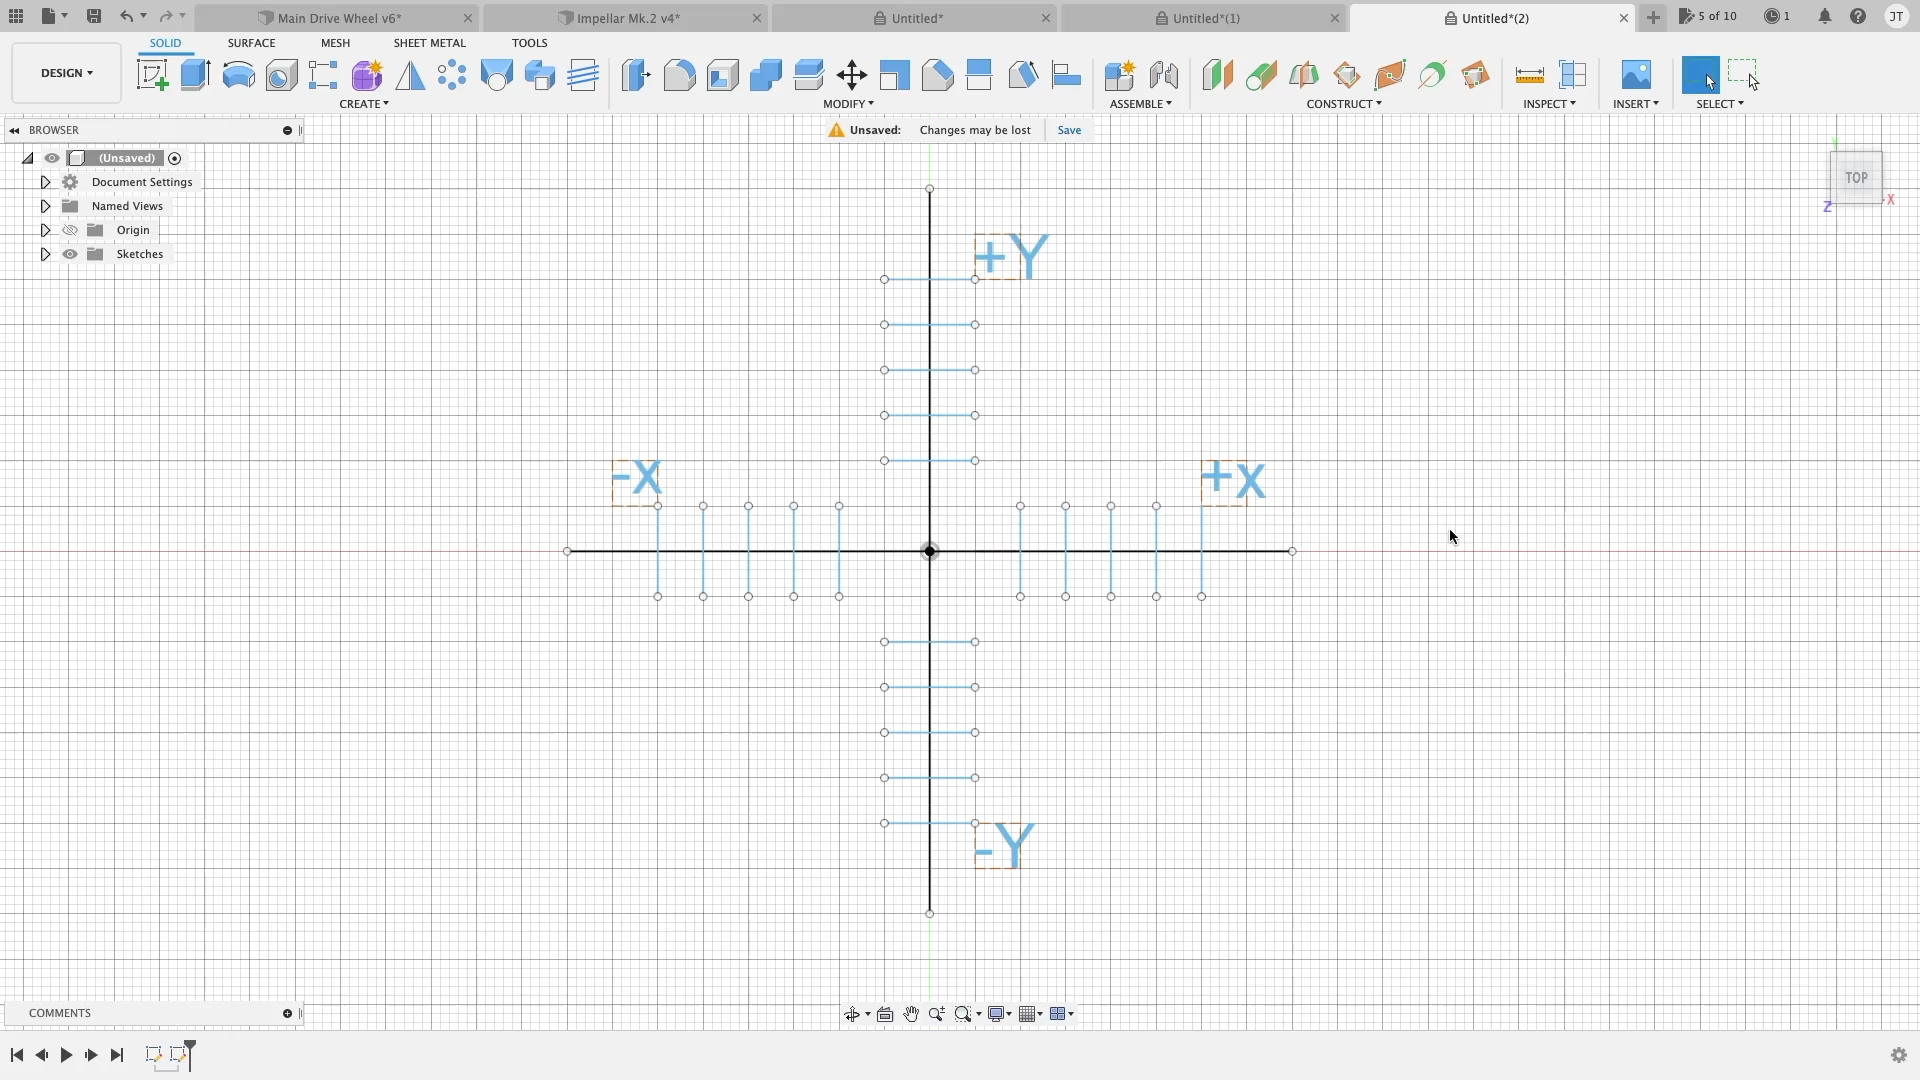 Main Drive Wheel v6*
Impellar Mk.2 v4*
Untitled*
Untitled*(1)
Untitled*(2)
5 of 10
1
JT
DESIGN
SOLID
SURFACE
MESH
SHEET METAL
TOOLS
CREATE
MODIFY
ASSEMBLE
CONSTRUCT
INSPECT
INSERT
SELECT
BROWSER
Unsaved: Changes may be lost Save
(Unsaved)
Document Settings
Named Views
Origin
Sketches
Y
TOP
X
Z
+Y
-X
+X
-Y
COMMENTS